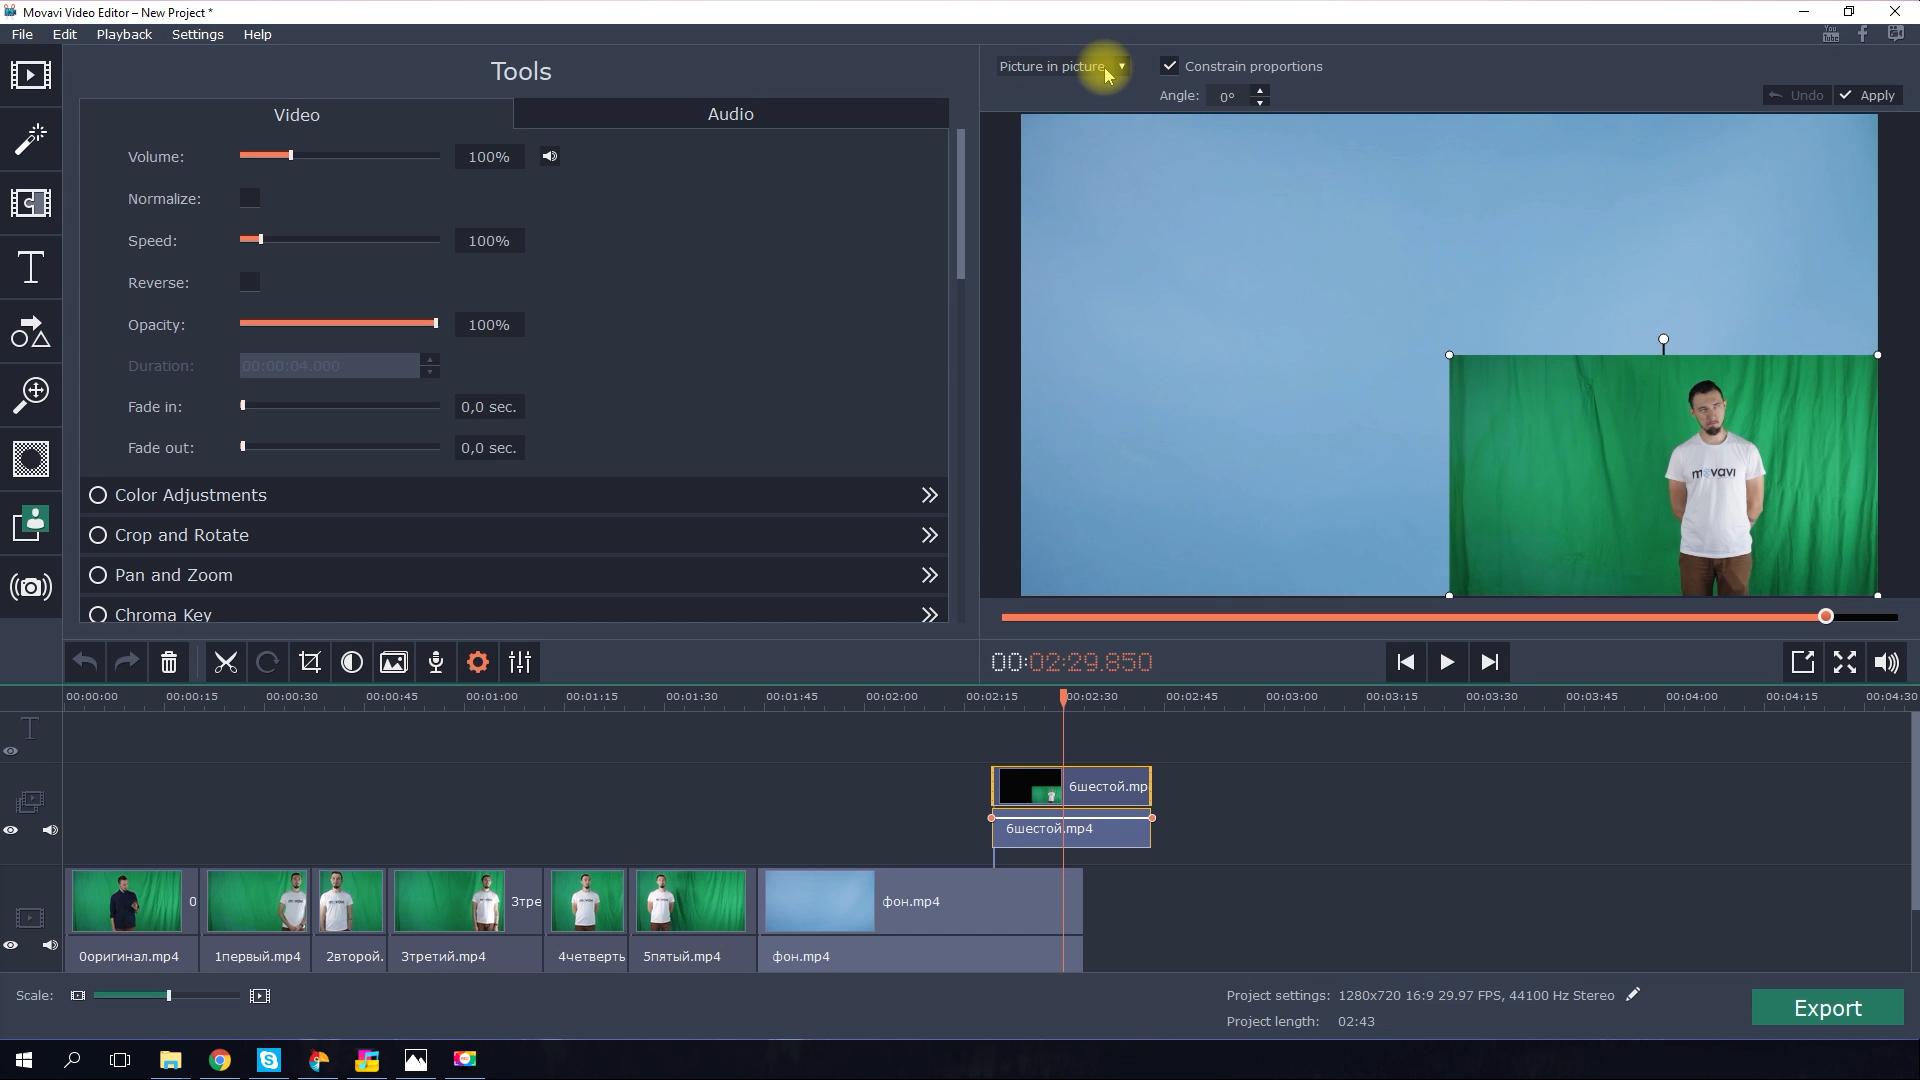 Movavi Video Editor – New Project *
File Edit Playback Settings Help
Tools
Video Audio
Volume: 100%
Normalize:
Speed: 100%
Reverse:
Opacity: 100%
Duration: 00:00:04.000
Fade in: 0,0 sec.
Fade out: 0,0 sec.
Color Adjustments
Crop and Rotate
Pan and Zoom
Chroma Key
Picture in picture
Constrain proportions
Angle: 0°
Undo Apply
movavi
00:02:29.850
00:00:00 00:00:15 00:00:30 00:00:45 00:01:00 00:01:15 00:01:30 00:01:45 00:02:00 00:02:15 00:02:30 00:02:45 00:03:00 00:03:15 00:03:30 00:03:45 00:04:00 00:04:15 00:04:30
6шестой.mp
6шестой.mp4
0 3тре фон.mp4
0оригинал.mp4 1первый.mp4 2второй. 3третий.mp4 4четверть 5пятый.mp4 фон.mp4
Scale:
Project settings: 1280x720 16:9 29.97 FPS, 44100 Hz Stereo
Project length: 02:43
Export